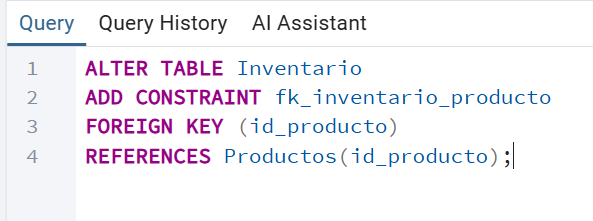 Query Query History AI Assistant
1 ALTER TABLE Inventario
2 ADD CONSTRAINT fk_inventario_producto
3 FOREIGN KEY (id_producto)
4 REFERENCES Productos(id_producto);